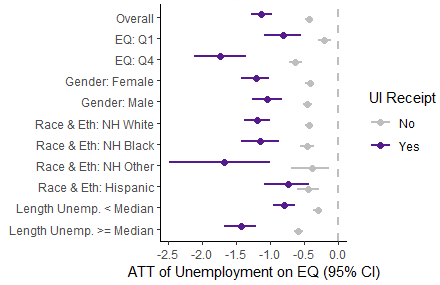 Overall
EQ: Q1
EQ: Q4
Gender: Female
Gender: Male
Race & Eth: NH White
Race & Eth: NH Black
Race & Eth: NH Other
Race & Eth: Hispanic
Length Unemp. < Median
Length Unemp. >= Median
-2.5 -2.0 -1.5 -1.0 -0.5 0.0
ATT of Unemployment on EQ (95% CI)
UI Receipt
No
Yes